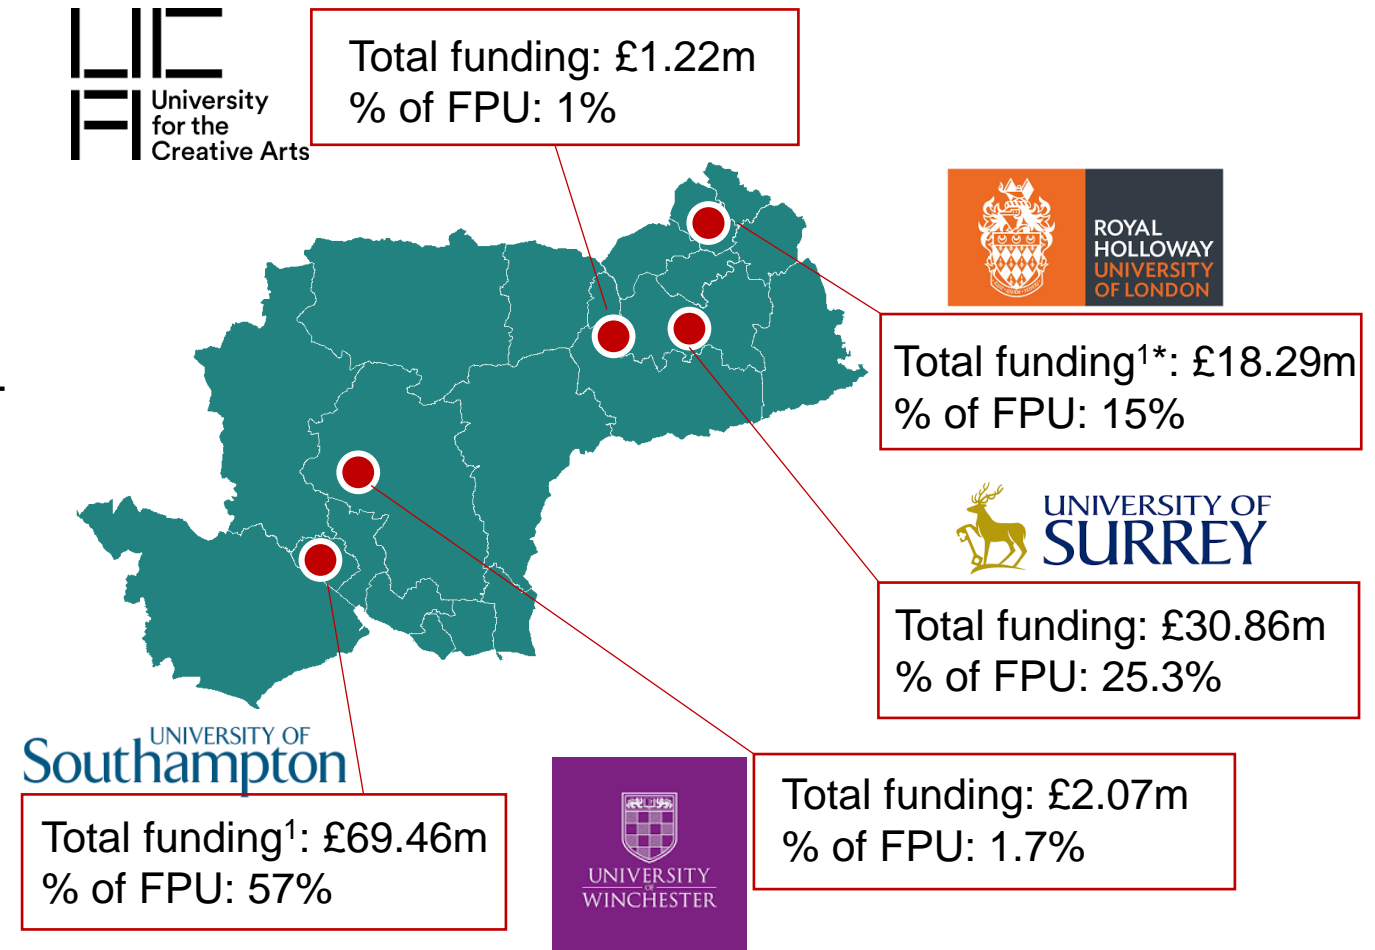 UCA
University
for the
Creative Arts
Total funding: £1.22m
% of FPU: 1%
ROYAL
HOLLOWAY
UNIVERSITY
OF LONDON
Total funding¹*: £18.29m
% of FPU: 15%
UNIVERSITY OF
SURREY
Total funding: £30.86m
% of FPU: 25.3%
UNIVERSITY OF
Southampton
Total funding¹: £69.46m
% of FPU: 57%
UNIVERSITY
OF
WINCHESTER
Total funding: £2.07m
% of FPU: 1.7%